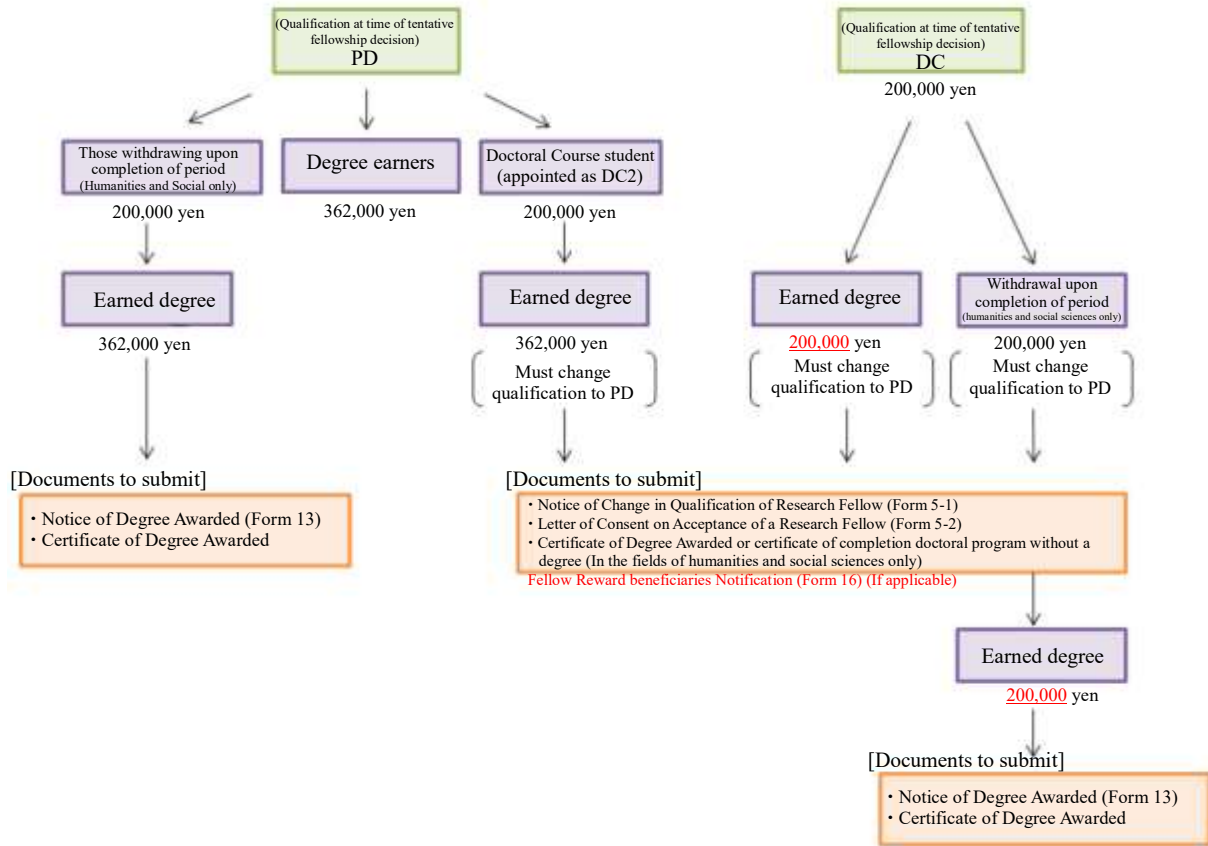 (Qualification at time of tentative
fellowship decision)
PD
(Qualification at time of tentative
fellowship decision)
DC
200,000 yen
Those withdrawing upon
completion of period
(Humanities and Social only)
200,000 yen
Degree earners
362,000 yen
Doctoral Course student
(appointed as DC2)
200,000 yen
Earned degree
362,000 yen
Earned degree
362,000 yen
Must change
qualification to PD
Earned degree
200,000 yen
Must change
qualification to PD
Withdrawal upon
completion of period
(humanities and social sciences only)
200,000 yen
Must change
qualification to PD
[Documents to submit]
・Notice of Degree Awarded (Form 13)
・Certificate of Degree Awarded
[Documents to submit]
・Notice of Change in Qualification of Research Fellow (Form 5-1)
・Letter of Consent on Acceptance of a Research Fellow (Form 5-2)
・Certificate of Degree Awarded or certificate of completion doctoral program without a
degree (In the fields of humanities and social sciences only)
Fellow Reward beneficiaries Notification (Form 16) (If applicable)
Earned degree
200,000 yen
[Documents to submit]
・Notice of Degree Awarded (Form 13)
・Certificate of Degree Awarded